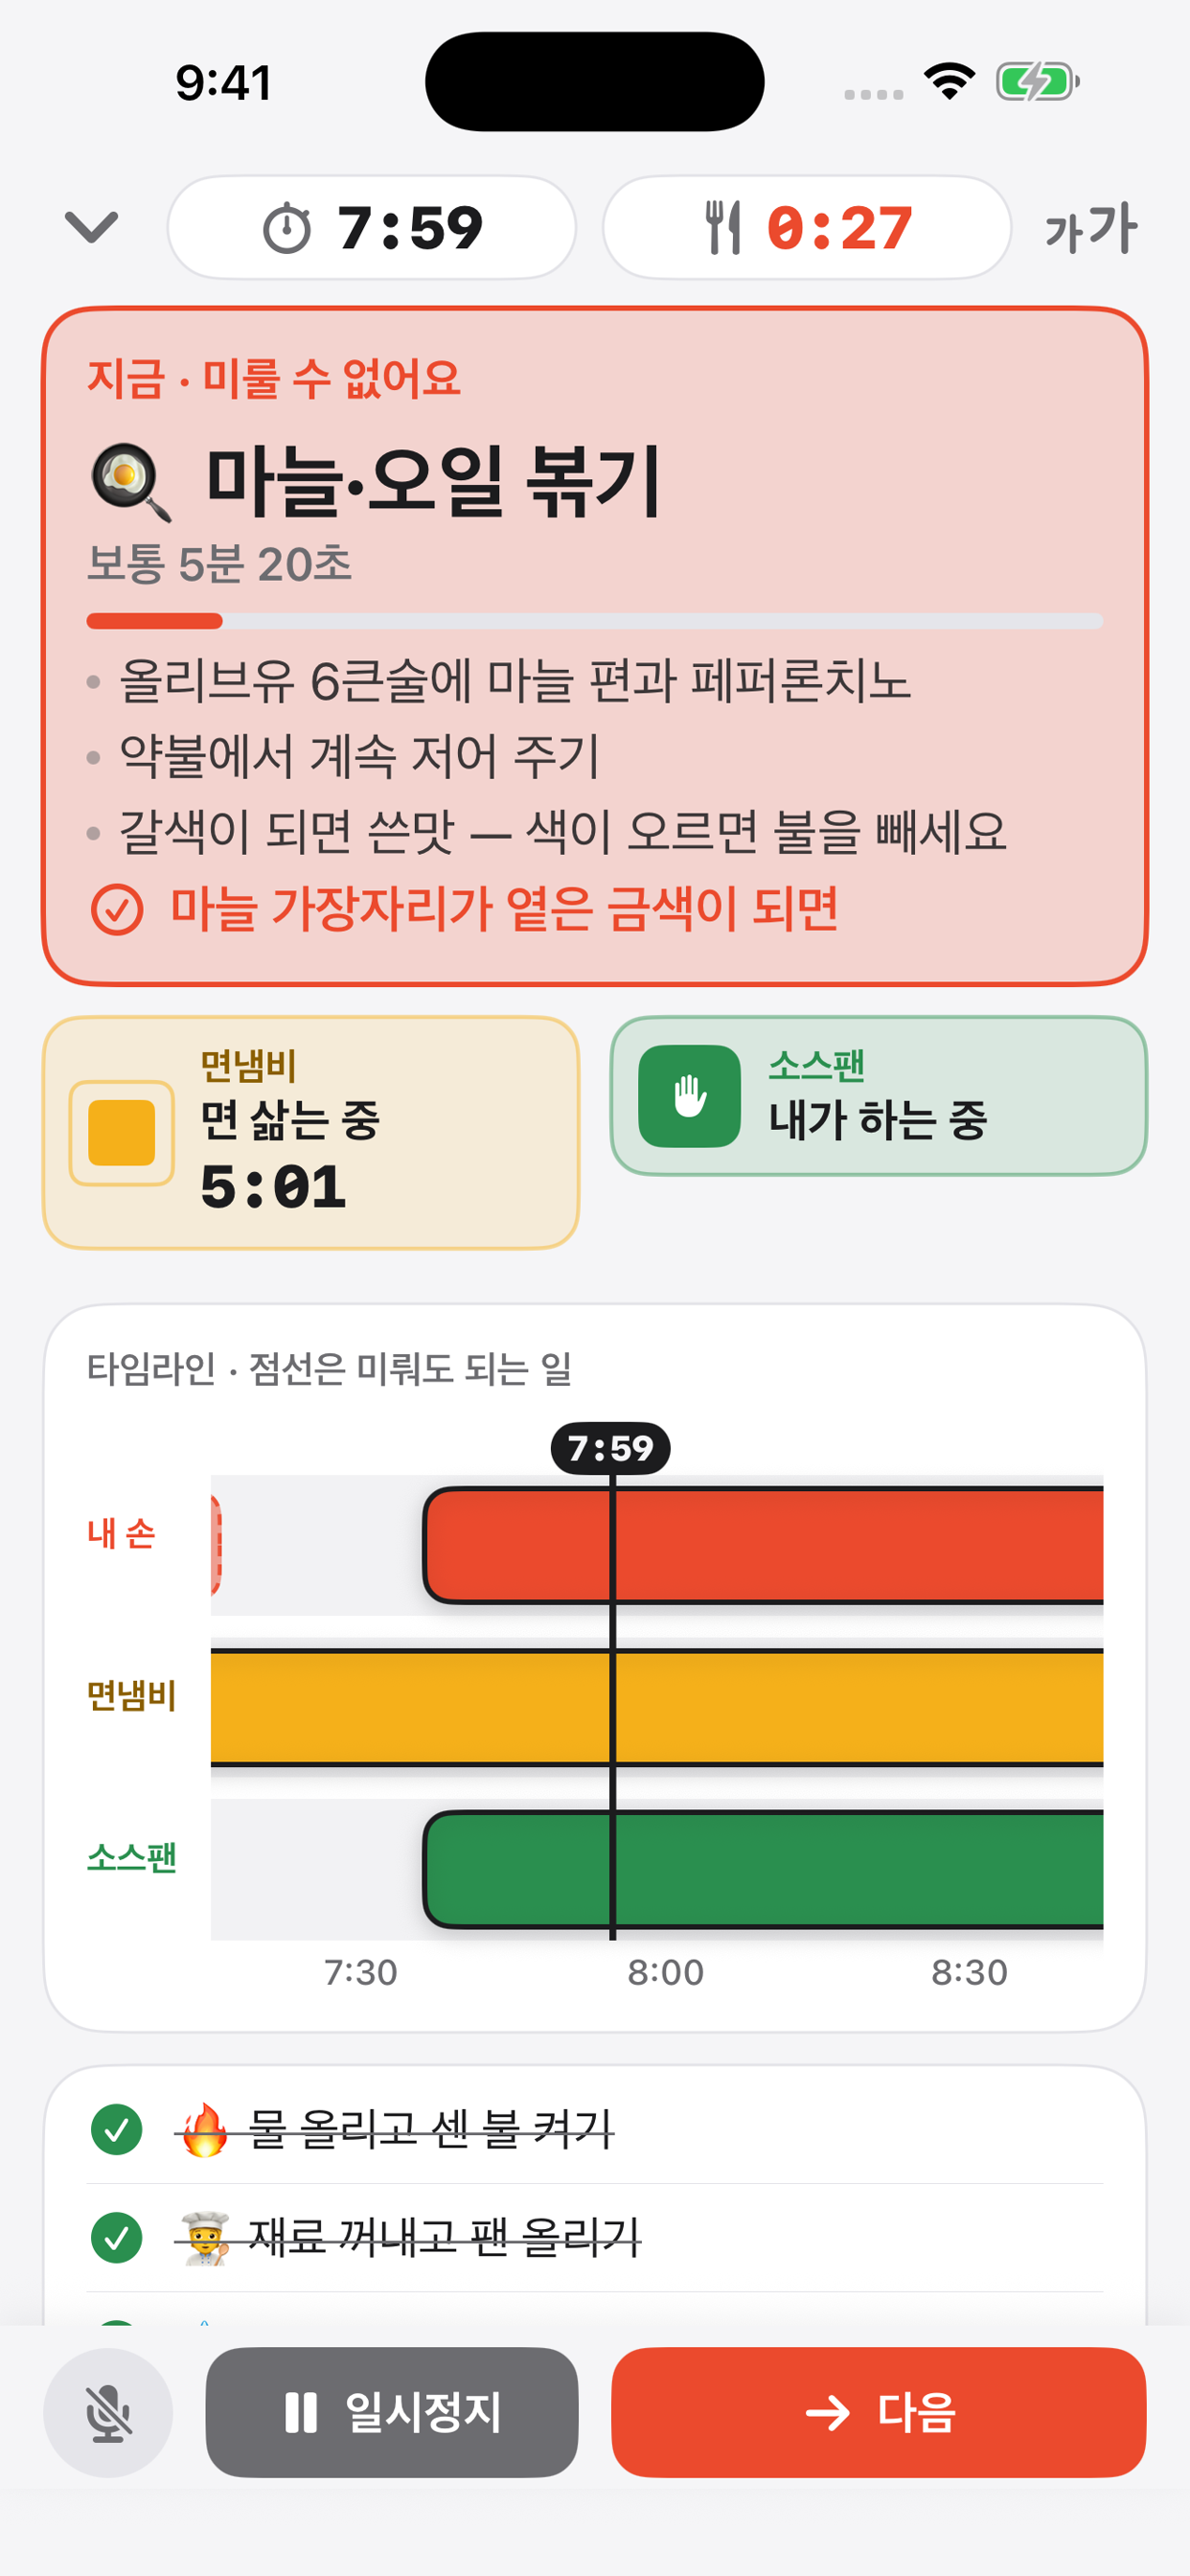 9:41
7:59
0:27
가가
지금 · 미룰 수 없어요
마늘·오일 볶기
보통 5분 20초
올리브유 6큰술에 마늘 편과 페퍼론치노
약불에서 계속 저어 주기
갈색이 되면 쓴맛 — 색이 오르면 불을 빼세요
마늘 가장자리가 옅은 금색이 되면
면냄비
면 삶는 중
5:01
소스팬
내가 하는 중
타임라인 · 점선은 미뤄도 되는 일
7:59
내 손
면냄비
소스팬
7:30 8:00 8:30
물 올리고 센 불 켜기
재료 꺼내고 팬 올리기
일시정지
다음